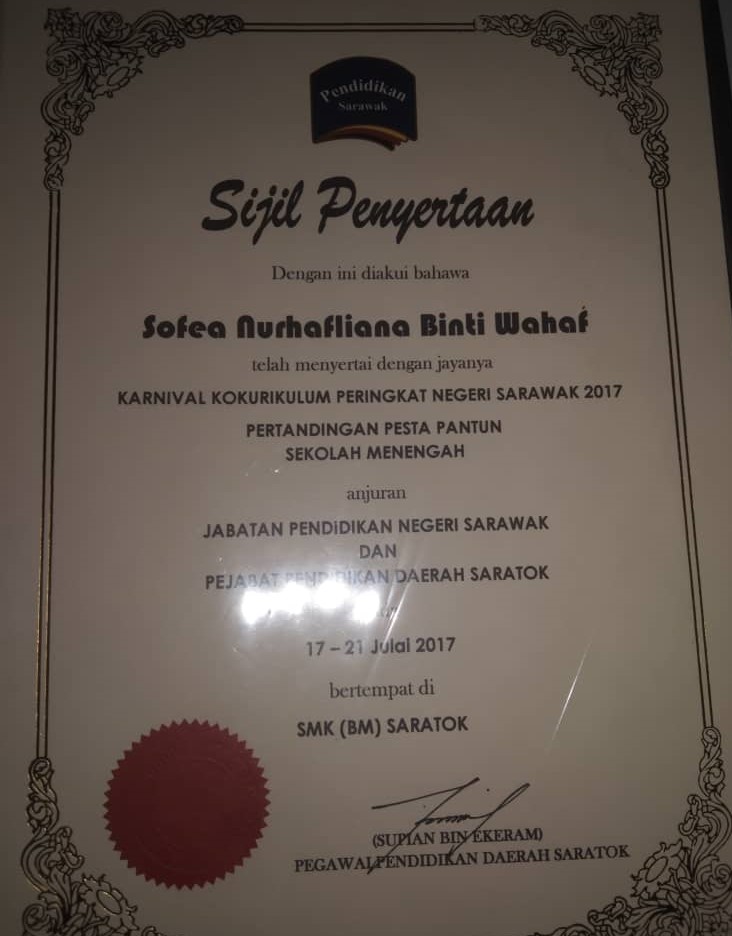 Pendidikan
Sarawak
Sijil Penyertaan
Dengan ini diakui bahawa
Sofea Nurhafliana Binti Wahaf
telah menyertai dengan jayanya
KARNIVAL KOKURIKULUM PERINGKAT NEGERI SARAWAK 2017
PERTANDINGAN PESTA PANTUN
SEKOLAH MENENGAH
anjuran
JABATAN PENDIDIKAN NEGERI SARAWAK
DAN
PEJABAT PENDIDIKAN DAERAH SARATOK
17 – 21 Julai 2017
bertempat di
SMK (BM) SARATOK
(SUPIAN BIN EKERAM)
PEGAWAI PENDIDIKAN DAERAH SARATOK